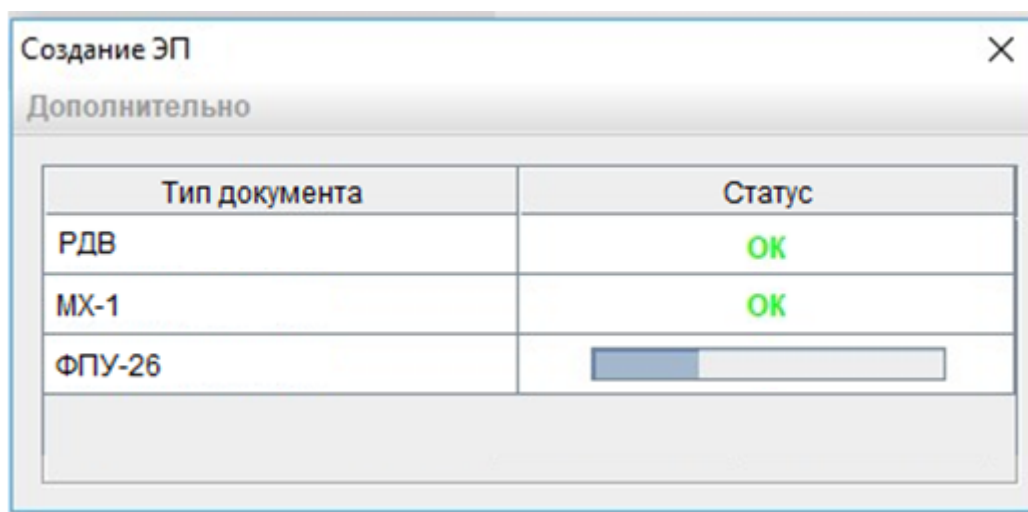 Создание ЭП
Дополнительно
Тип документа Статус
РДВ ОК
МХ-1 ОК
ФПУ-26